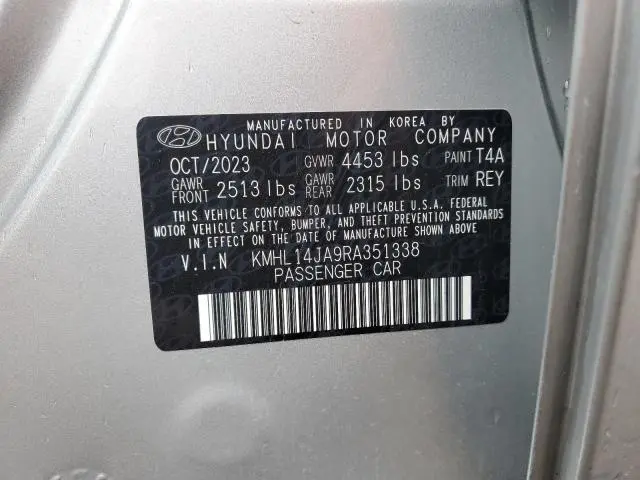 MANUFACTURED IN KOREA BY
HYUNDAI MOTOR COMPANY
OCT/2023 GVWR 4453 lbs PAINT T4A
GAWR FRONT 2513 lbs GAWR REAR 2315 lbs TRIM REY
THIS VEHICLE CONFORMS TO ALL APPLICABLE U.S.A. FEDERAL
MOTOR VEHICLE SAFETY, BUMPER, AND THEFT PREVENTION STANDARDS
IN EFFECT ON THE DATE OF MANUFACTURE SHOWN ABOVE
V.I.N KMHL14JA9RA351338
PASSENGER CAR